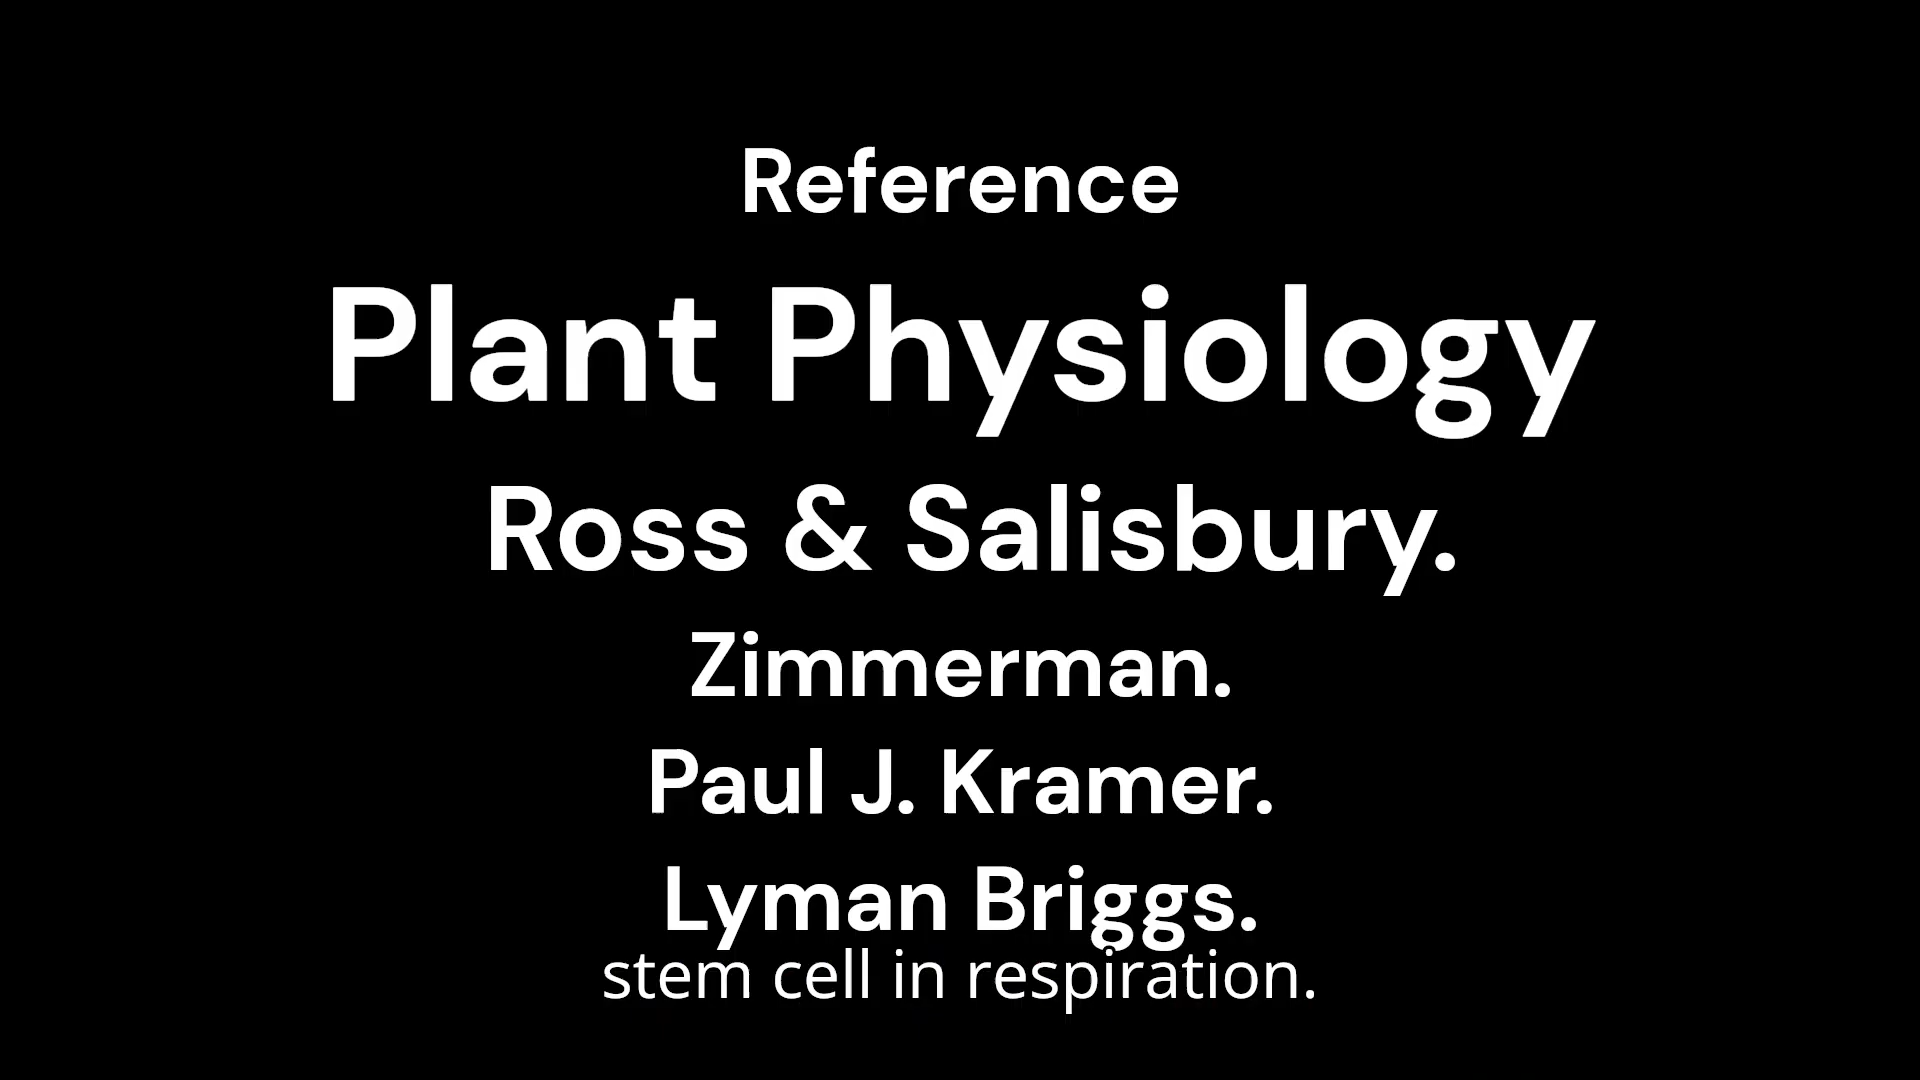 Reference
Plant Physiology
Ross & Salisbury.
Zimmerman.
Paul J. Kramer.
Lyman Briggs.
stem cell in respiration.